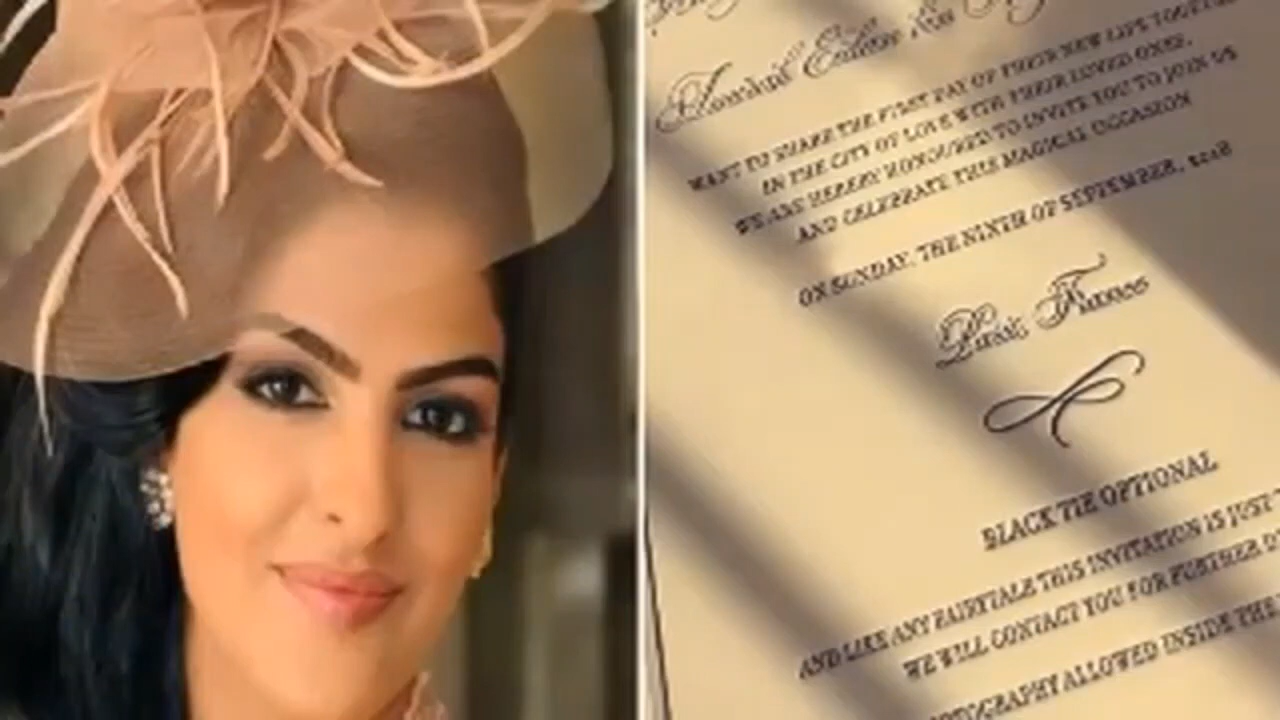 WANT TO SHARE THE FIRST DAY OF THEIR NEW LIFE TOGETHER
IN THE CITY OF LOVE WITH THEIR LOVED ONES.
WE ARE HEREBY HONOURED TO INVITE YOU TO JOIN US
AND CELEBRATE THIS MAGICAL OCCASION
ON SUNDAY, THE NINTH OF SEPTEMBER, 2018
Paris, France
BLACK TIE OPTIONAL
AND LIKE ANY FAIRYTALE THIS INVITATION IS JUST
WE WILL CONTACT YOU FOR FURTHER
ALLOWED INSIDE THE